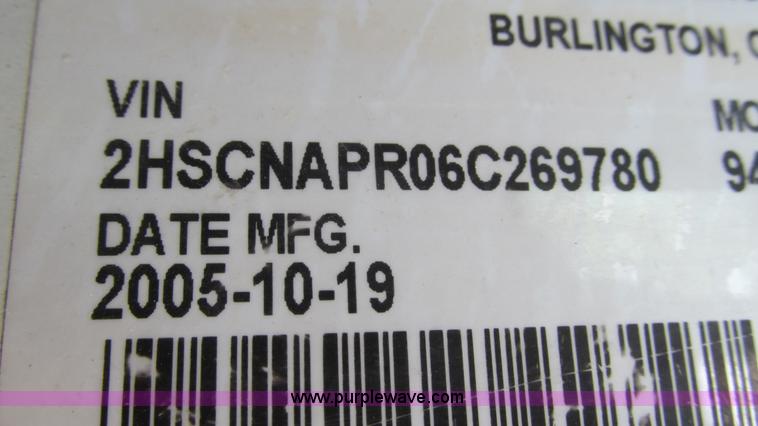 BURLINGTON,
VIN
2HSCNAPR06C269780
DATE MFG.
2005-10-19
www.purplewave.com